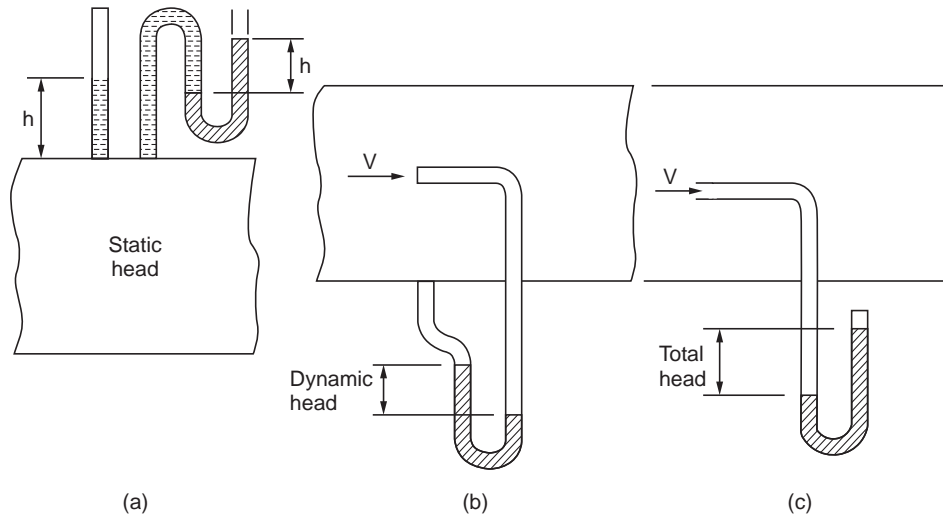 h
h
Static
head
(a)
V
Dynamic
head
(b)
V
Total
head
(c)